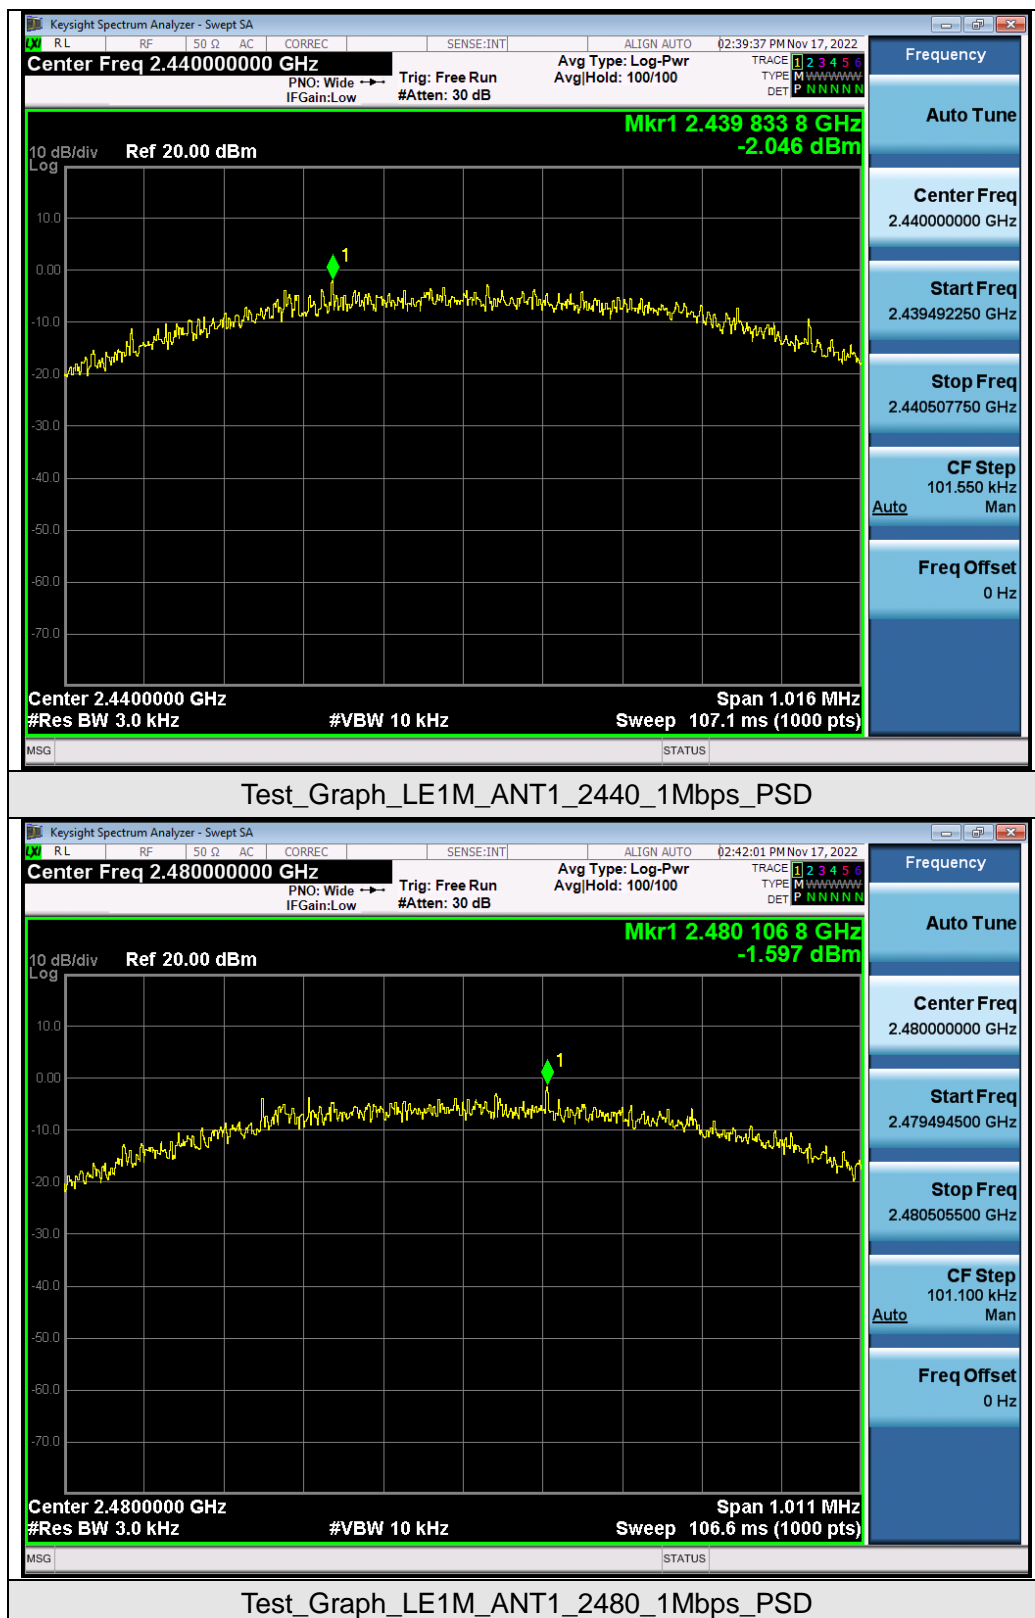 Keysight Spectrum Analyzer - Swept SA
LXI RL RF 50 Ω AC CORREC SENSE:INT ALIGN AUTO 02:39:37 PM Nov 17, 2022
Center Freq 2.440000000 GHz
PNO: Wide
IFGain:Low
Trig: Free Run
#Atten: 30 dB
Avg Type: Log-Pwr
Avg|Hold: 100/100
TRACE 1 2 3 4 5 6
TYPE M WWWWW
DET P N N N N N
Mkr1 2.439 833 8 GHz
-2.046 dBm
10 dB/div Ref 20.00 dBm
Log
10.0
0.00
-10.0
-20.0
-30.0
-40.0
-50.0
-60.0
-70.0
1
Center 2.4400000 GHz Span 1.016 MHz
#Res BW 3.0 kHz #VBW 10 kHz Sweep 107.1 ms (1000 pts)
MSG STATUS
Frequency
Auto Tune
Center Freq
2.440000000 GHz
Start Freq
2.439492250 GHz
Stop Freq
2.440507750 GHz
CF Step
101.550 kHz
Auto Man
Freq Offset
0 Hz
Test_Graph_LE1M_ANT1_2440_1Mbps_PSD
Keysight Spectrum Analyzer - Swept SA
LXI RL RF 50 Ω AC CORREC SENSE:INT ALIGN AUTO 02:42:01 PM Nov 17, 2022
Center Freq 2.480000000 GHz
PNO: Wide
IFGain:Low
Trig: Free Run
#Atten: 30 dB
Avg Type: Log-Pwr
Avg|Hold: 100/100
TRACE 1 2 3 4 5 6
TYPE M WWWWW
DET P N N N N N
Mkr1 2.480 106 8 GHz
-1.597 dBm
10 dB/div Ref 20.00 dBm
Log
10.0
0.00
-10.0
-20.0
-30.0
-40.0
-50.0
-60.0
-70.0
1
Center 2.4800000 GHz Span 1.011 MHz
#Res BW 3.0 kHz #VBW 10 kHz Sweep 106.6 ms (1000 pts)
MSG STATUS
Frequency
Auto Tune
Center Freq
2.480000000 GHz
Start Freq
2.479494500 GHz
Stop Freq
2.480505500 GHz
CF Step
101.100 kHz
Auto Man
Freq Offset
0 Hz
Test_Graph_LE1M_ANT1_2480_1Mbps_PSD